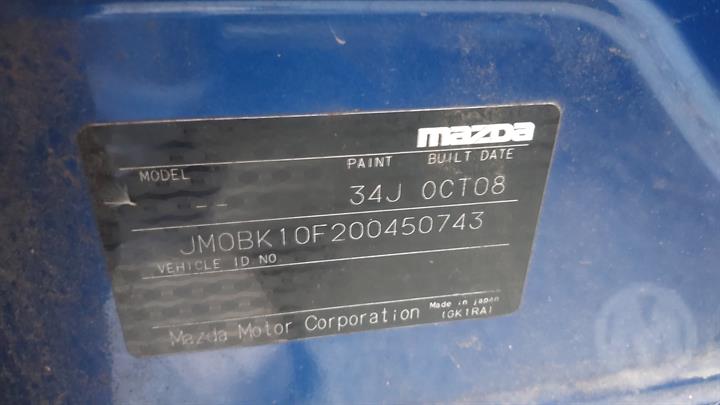 mazda
MODEL PAINT BUILT DATE
-- 34J OCT08
JM0BK10F200450743
VEHICLE ID NO.
Mazda Motor Corporation Made in japan
(GK1RA)
M